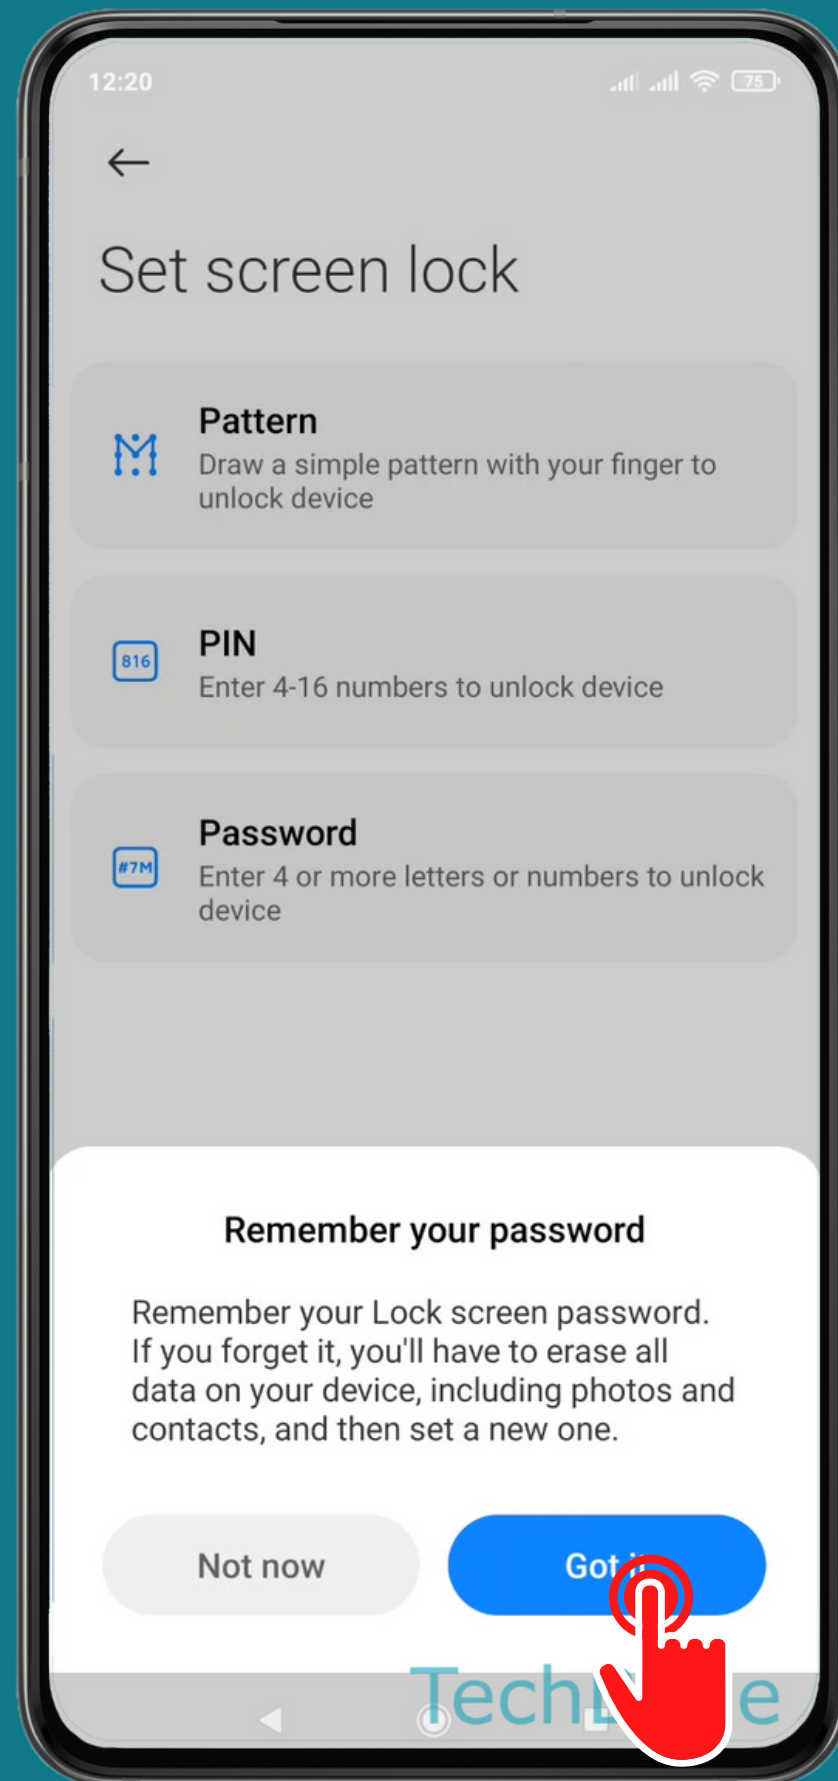 12:20
75
Set screen lock
Pattern
Draw a simple pattern with your finger to
unlock device
816
PIN
Enter 4-16 numbers to unlock device
#7M
Password
Enter 4 or more letters or numbers to unlock
device
Remember your password
Remember your Lock screen password.
If you forget it, you'll have to erase all
data on your device, including photos and
contacts, and then set a new one.
Not now
Got it